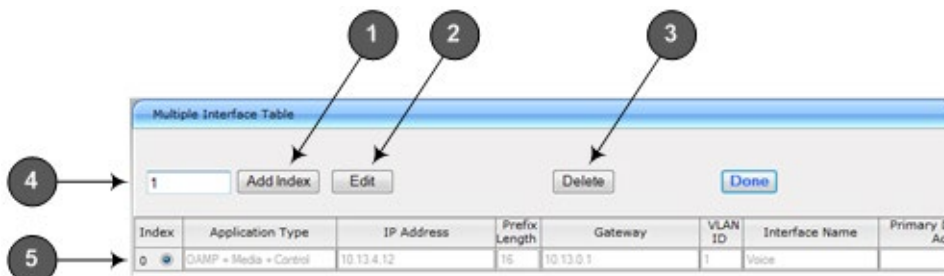 1 2 3
Multiple Interface Table
4 1 Add Index Edit Delete Done
Index Application Type IP Address Prefix Length Gateway VLAN ID Interface Name Primary
5 0 OAMP + Media + Control 10.13.4.12 16 10.13.0.1 1 Voice